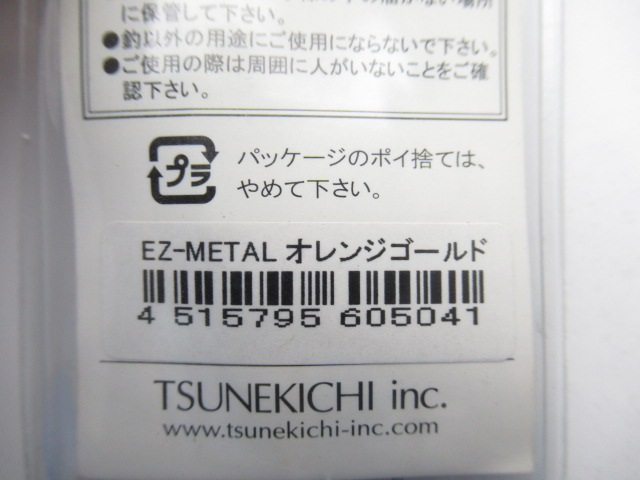 に保管して下さい。
●釣以外の用途にご使用にならないで下さい。
●ご使用の際は周囲に人がいないことをご確
認下さい。
プラ
パッケージのポイ捨ては、
やめて下さい。
EZ-METAL オレンジゴールド
4 515795 605041
TSUNEKICHI inc.
www.tsunekichi-inc.com